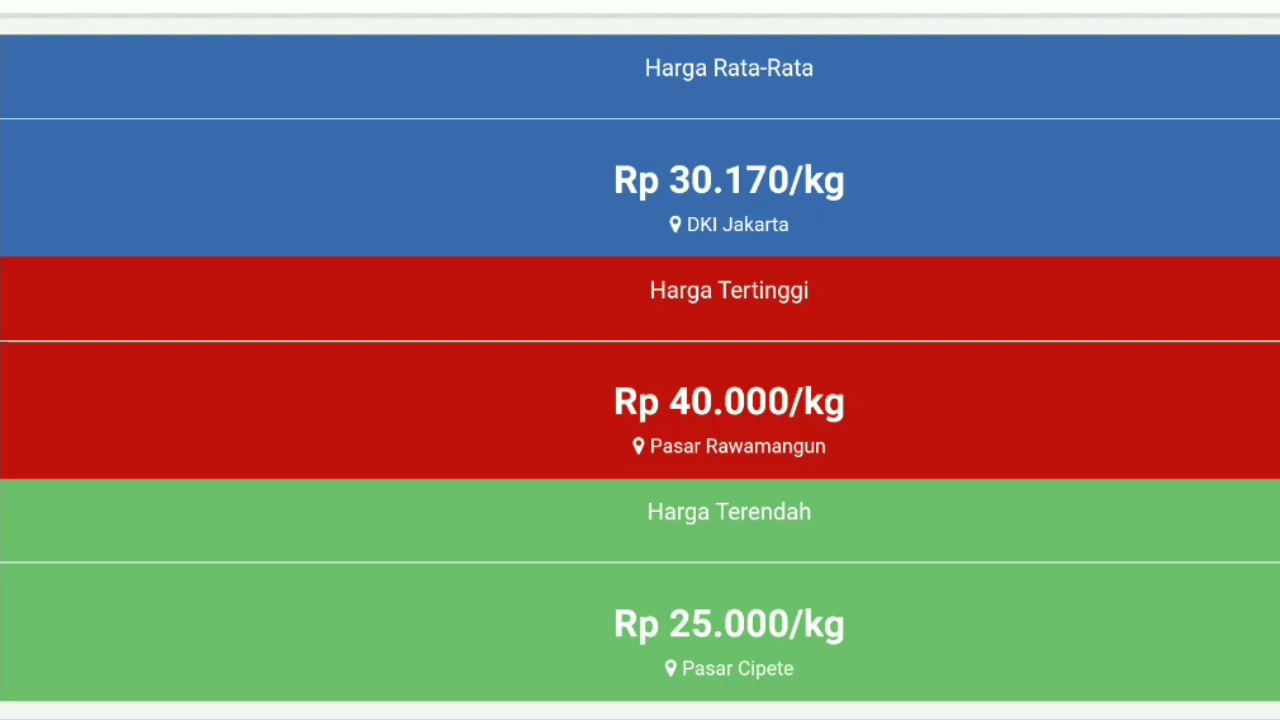 Harga Rata-Rata
Rp 30.170/kg
DKI Jakarta
Harga Tertinggi
Rp 40.000/kg
Pasar Rawamangun
Harga Terendah
Rp 25.000/kg
Pasar Cipete